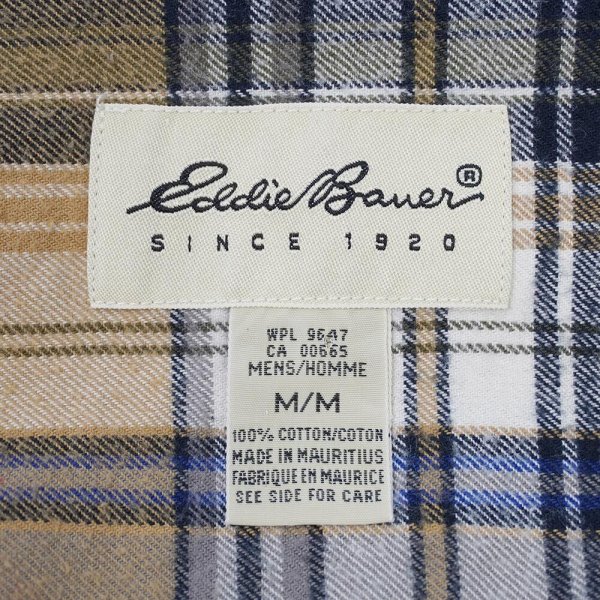 Eddie Bauer®
SINCE 1920
WPL 9647
CA 00665
MENS/HOMME
M/M
100% COTTON/COTON
MADE IN MAURITIUS
FABRIQUE EN MAURICE
SEE SIDE FOR CARE